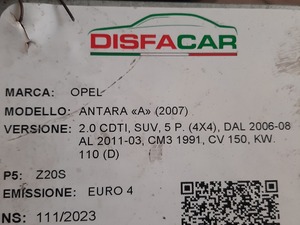 DISFACAR
MARCA: OPEL
MODELLO: ANTARA «A» (2007)
VERSIONE: 2.0 CDTI, SUV, 5 P. (4X4), DAL 2006-08
AL 2011-03, CM3 1991, CV 150, KW.
110 (D)
P5: Z20S
EMISSIONE: EURO 4
NS: 111/2023